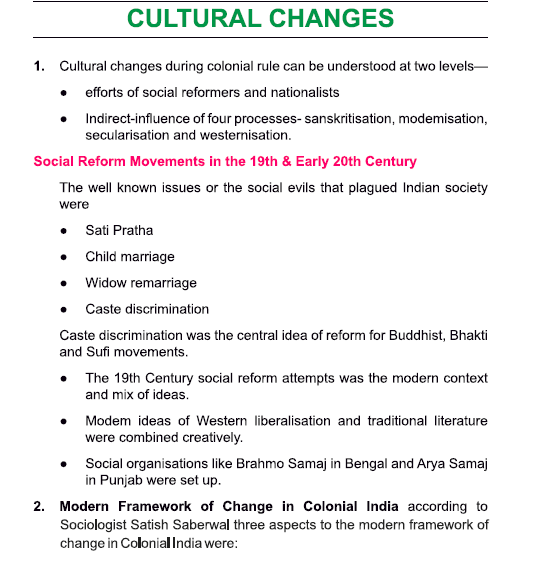 CULTURAL CHANGES
1. Cultural changes during colonial rule can be understood at two levels—
● efforts of social reformers and nationalists
● Indirect-influence of four processes- sanskritisation, modemisation,
secularisation and westernisation.
Social Reform Movements in the 19th & Early 20th Century
The well known issues or the social evils that plagued Indian society
were
● Sati Pratha
● Child marriage
● Widow remarriage
● Caste discrimination
Caste discrimination was the central idea of reform for Buddhist, Bhakti
and Sufi movements.
● The 19th Century social reform attempts was the modern context
and mix of ideas.
● Modem ideas of Western liberalisation and traditional literature
were combined creatively.
● Social organisations like Brahmo Samaj in Bengal and Arya Samaj
in Punjab were set up.
2. Modern Framework of Change in Colonial India according to
Sociologist Satish Saberwal three aspects to the modern framework of
change in Colonial India were: